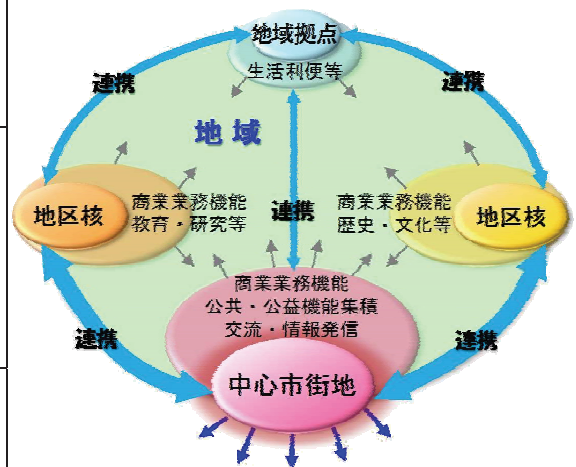 地域拠点
生活利便等
連携
連携
地域
地区核
商業業務機能
教育・研究等
連携
商業業務機能
歴史・文化等
地区核
商業業務機能
公共・公益機能集積
交流・情報発信
連携
連携
中心市街地